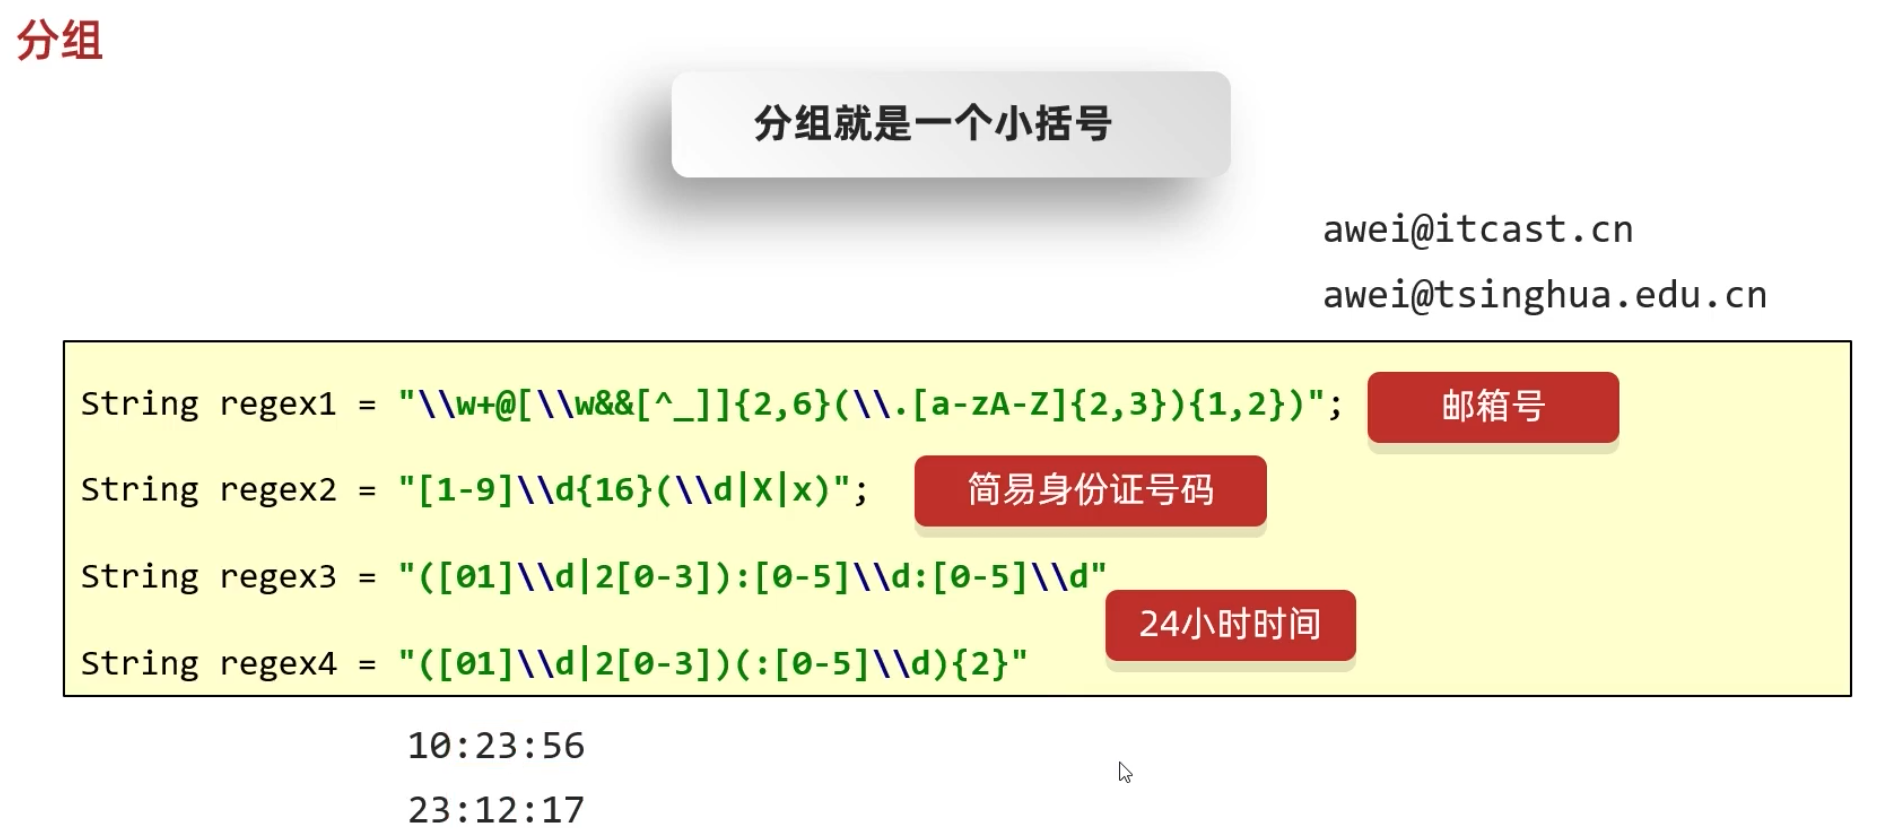 分组
分组就是一个小括号
awei@itcast.cn
awei@tsinghua.edu.cn
String regex1 = "\\w+@[\\w&&[^_]]{2,6}(\\.[a-zA-Z]{2,3}){1,2})"; 邮箱号
String regex2 = "[1-9]\\d{16}(\\d|X|x)"; 简易身份证号码
String regex3 = "([01]\\d|2[0-3]):[0-5]\\d:[0-5]\\d"
24小时时间
String regex4 = "([01]\\d|2[0-3])(:[0-5]\\d){2}"
10:23:56
23:12:17